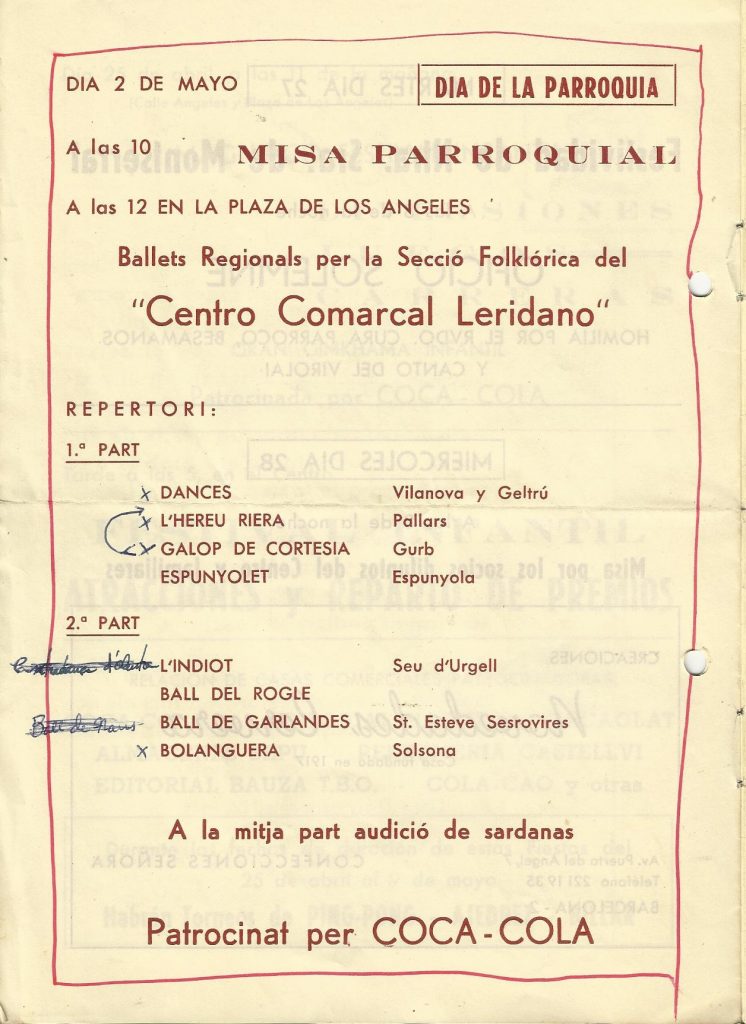 DIA 2 DE MAYO DIA DE LA PARROQUIA
A las 10 MISA PARROQUIAL
A las 12 EN LA PLAZA DE LOS ANGELES
Ballets Regionals per la Secció Folklórica del
"Centro Comarcal Leridano"
REPERTORI:
1.ª PART
x DANCES Vilanova y Geltrú
x L'HEREU RIERA Pallars
x GALOP DE CORTESIA Gurb
ESPUNYOLET Espunyola
2.ª PART
L'INDIOT Seu d'Urgell
BALL DEL ROGLE
Ball de BALL DE GARLANDES St. Esteve Sesrovires
x BOLANGUERA Solsona
A la mitja part audició de sardanas
Patrocinat per COCA-COLA